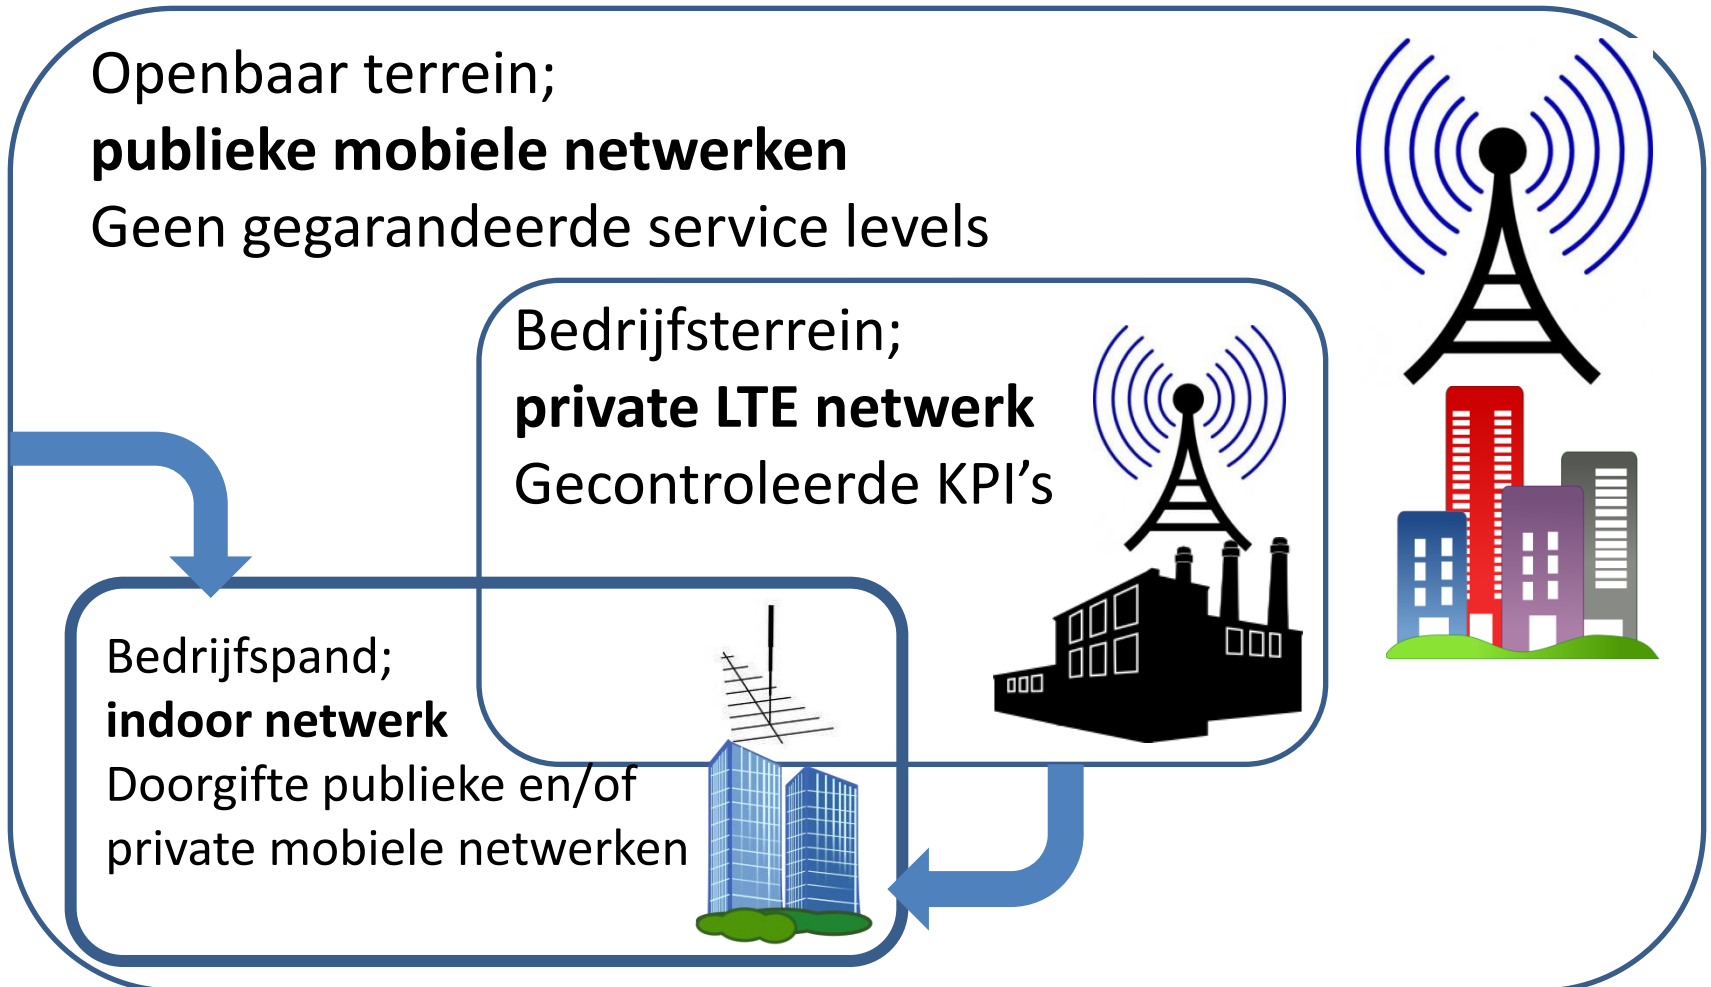 Openbaar terrein;
publieke mobiele netwerken
Geen gegarandeerde service levels
Bedrijfsterrein;
private LTE netwerk
Gecontroleerde KPI’s
Bedrijfspand;
indoor netwerk
Doorgifte publieke en/of
private mobiele netwerken